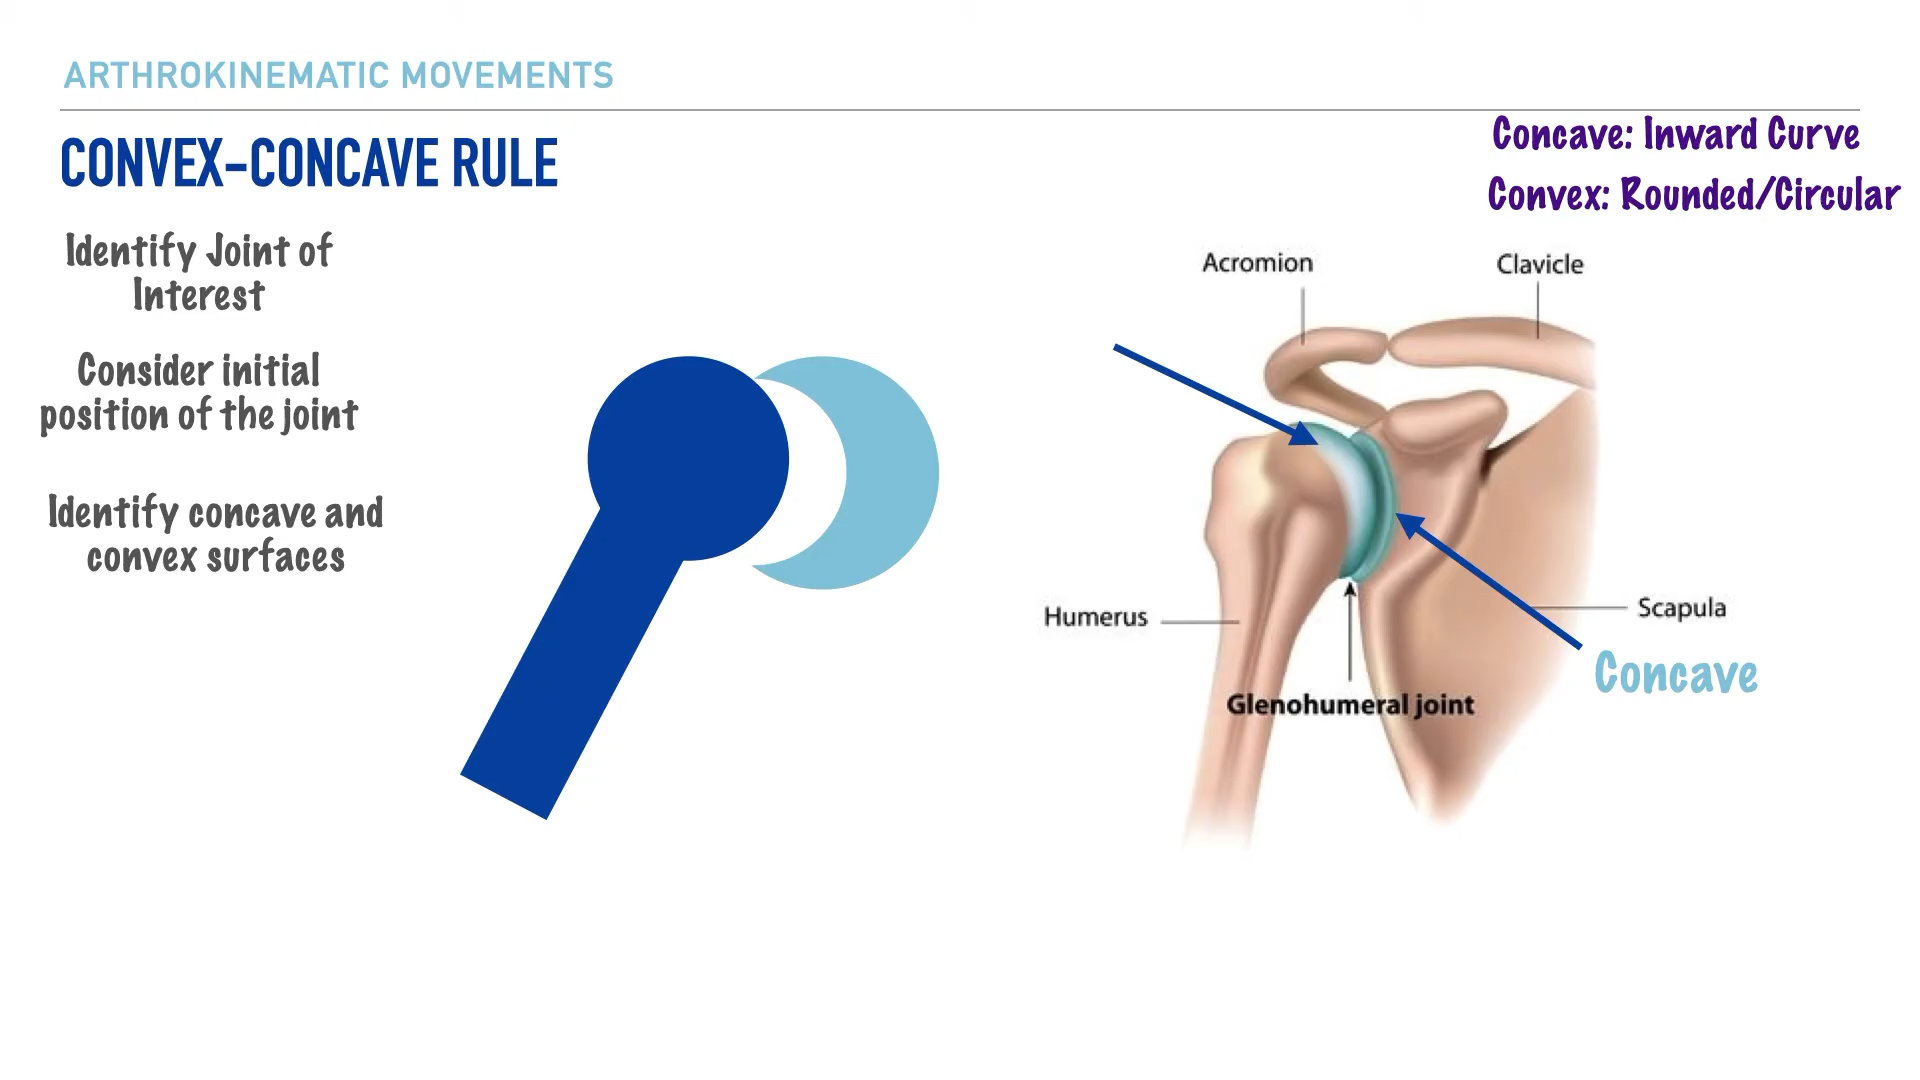 ARTHROKINEMATIC MOVEMENTS
CONVEX-CONCAVE RULE
Concave: Inward Curve
Convex: Rounded/Circular
Identify Joint of
Interest
Consider initial
position of the joint
Identify concave and
convex surfaces
Acromion
Clavicle
Humerus
Scapula
Concave
Glenohumeral joint